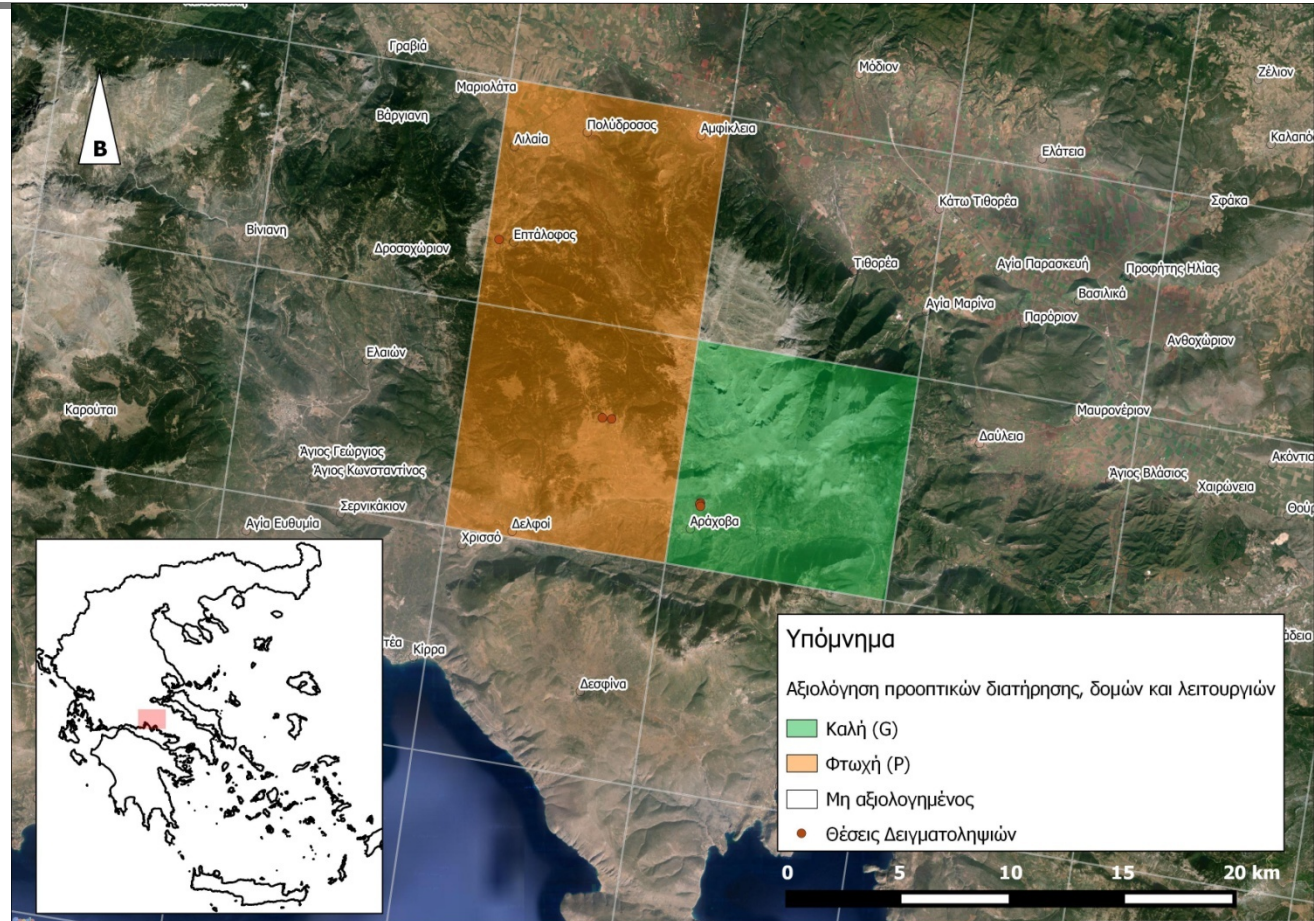 Γραβιά
Μόδιον
Ζέλιον
Μαριολάτα
Βάργιανη
Πολύδροσος
Αμφίκλεια
Λιλαία
Ελάτεια
Β
Κάτω Τιθορέα
Σφάκα
Βίνιανη
Επτάλοφος
Δροσοχώριον
Τιθορέα
Αγία Παρασκευή
Προφήτης Ηλίας
Βασιλικά
Αγία Μαρίνα
Παρόριον
Ανθοχώριον
Ελαιών
Καρούται
Μαυρονέριον
Δαύλεια
Άγιος Γεώργιος
Άγιος Κωνσταντίνος
Άγιος Βλάσιος
Χαιρώνεια
Ακόντια
Σερνικάκιον
Αγία Ευθυμία
Δελφοί
Χρισσό
Αράχοβα
Κίρρα
Δεσφίνα
Υπόμνημα
Αξιολόγηση προοπτικών διατήρησης, δομών και λειτουργιών
Καλή (G)
Φτωχή (P)
Μη αξιολογημένος
Θέσεις Δειγματοληψιών
0 5 10 15 20 km